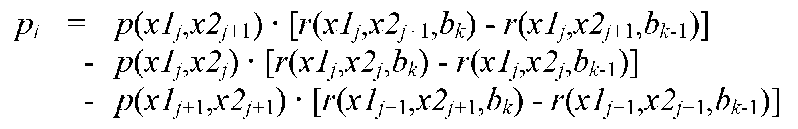 pᵢ = p(x1ⱼ,x2ⱼ₊₁) · [r(x1ⱼ,x2ⱼ₊₁,bₖ) - r(x1ⱼ,x2ⱼ₊₁,bₖ₋₁)]
- p(x1ⱼ,x2ⱼ) · [r(x1ⱼ,x2ⱼ,bₖ) - r(x1ⱼ,x2ⱼ,bₖ₋₁)]
- p(x1ⱼ₊₁,x2ⱼ₊₁) · [r(x1ⱼ₊₁,x2ⱼ₊₁,bₖ) - r(x1ⱼ₊₁,x2ⱼ₊₁,bₖ₋₁)]